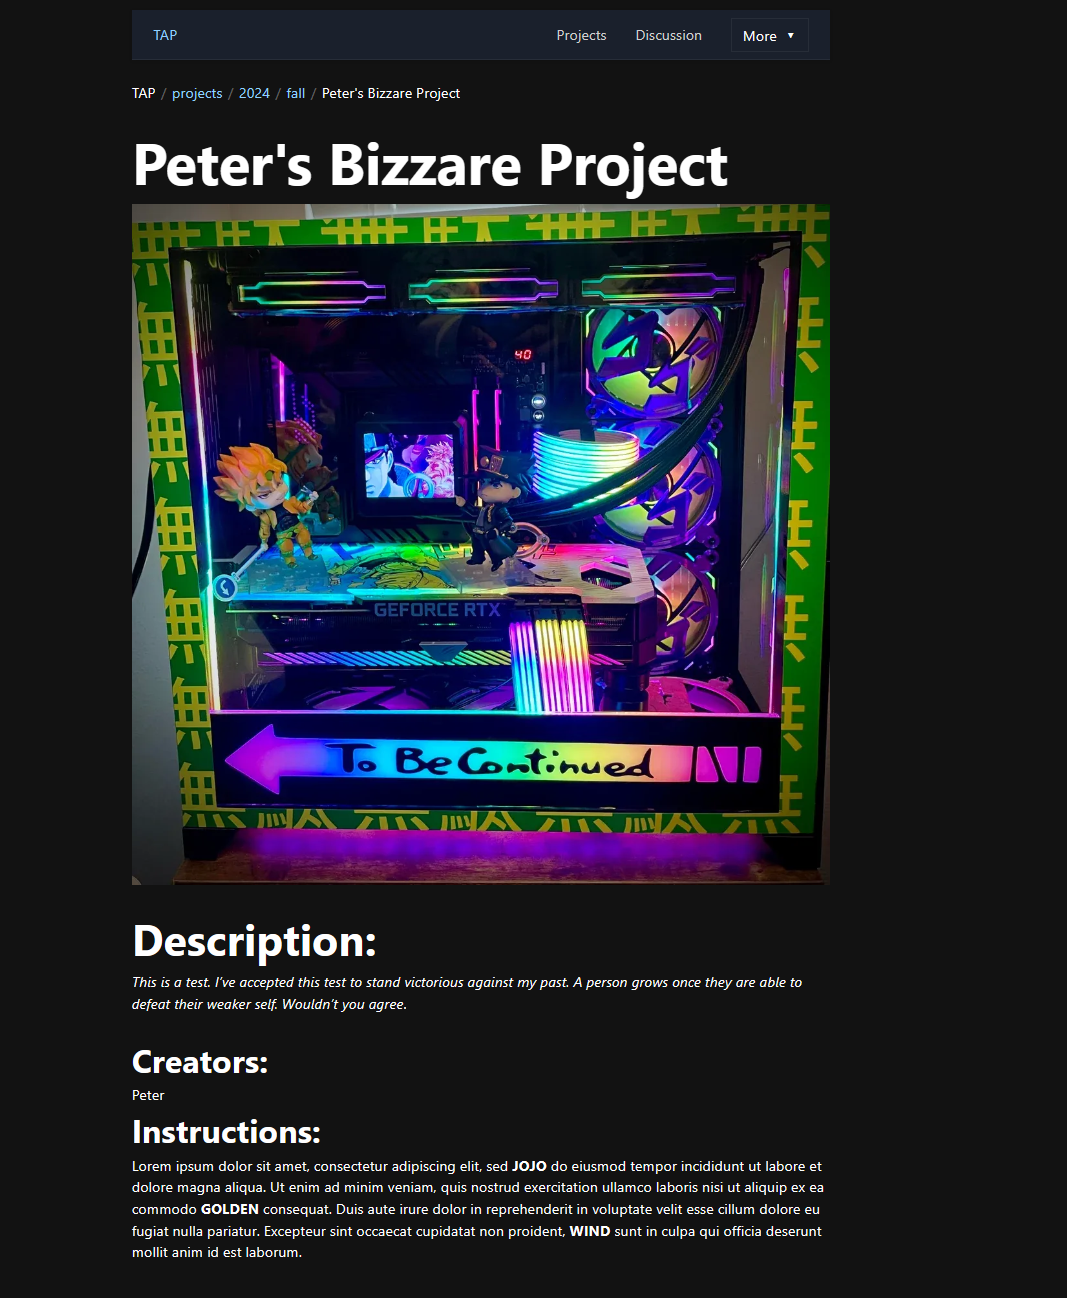 TAP Projects Discussion More
TAP / projects / 2024 / fall / Peter's Bizzare Project
Peter's Bizzare Project
40
GEFORCE RTX
To Be Continued
Description:
This is a test. I've accepted this test to stand victorious against my past. A person grows once they are able to
defeat their weaker self. Wouldn't you agree.
Creators:
Peter
Instructions:
Lorem ipsum dolor sit amet, consectetur adipiscing elit, sed JOJO do eiusmod tempor incididunt ut labore et
dolore magna aliqua. Ut enim ad minim veniam, quis nostrud exercitation ullamco laboris nisi ut aliquip ex ea
commodo GOLDEN consequat. Duis aute irure dolor in reprehenderit in voluptate velit esse cillum dolore eu
fugiat nulla pariatur. Excepteur sint occaecat cupidatat non proident, WIND sunt in culpa qui officia deserunt
mollit anim id est laborum.